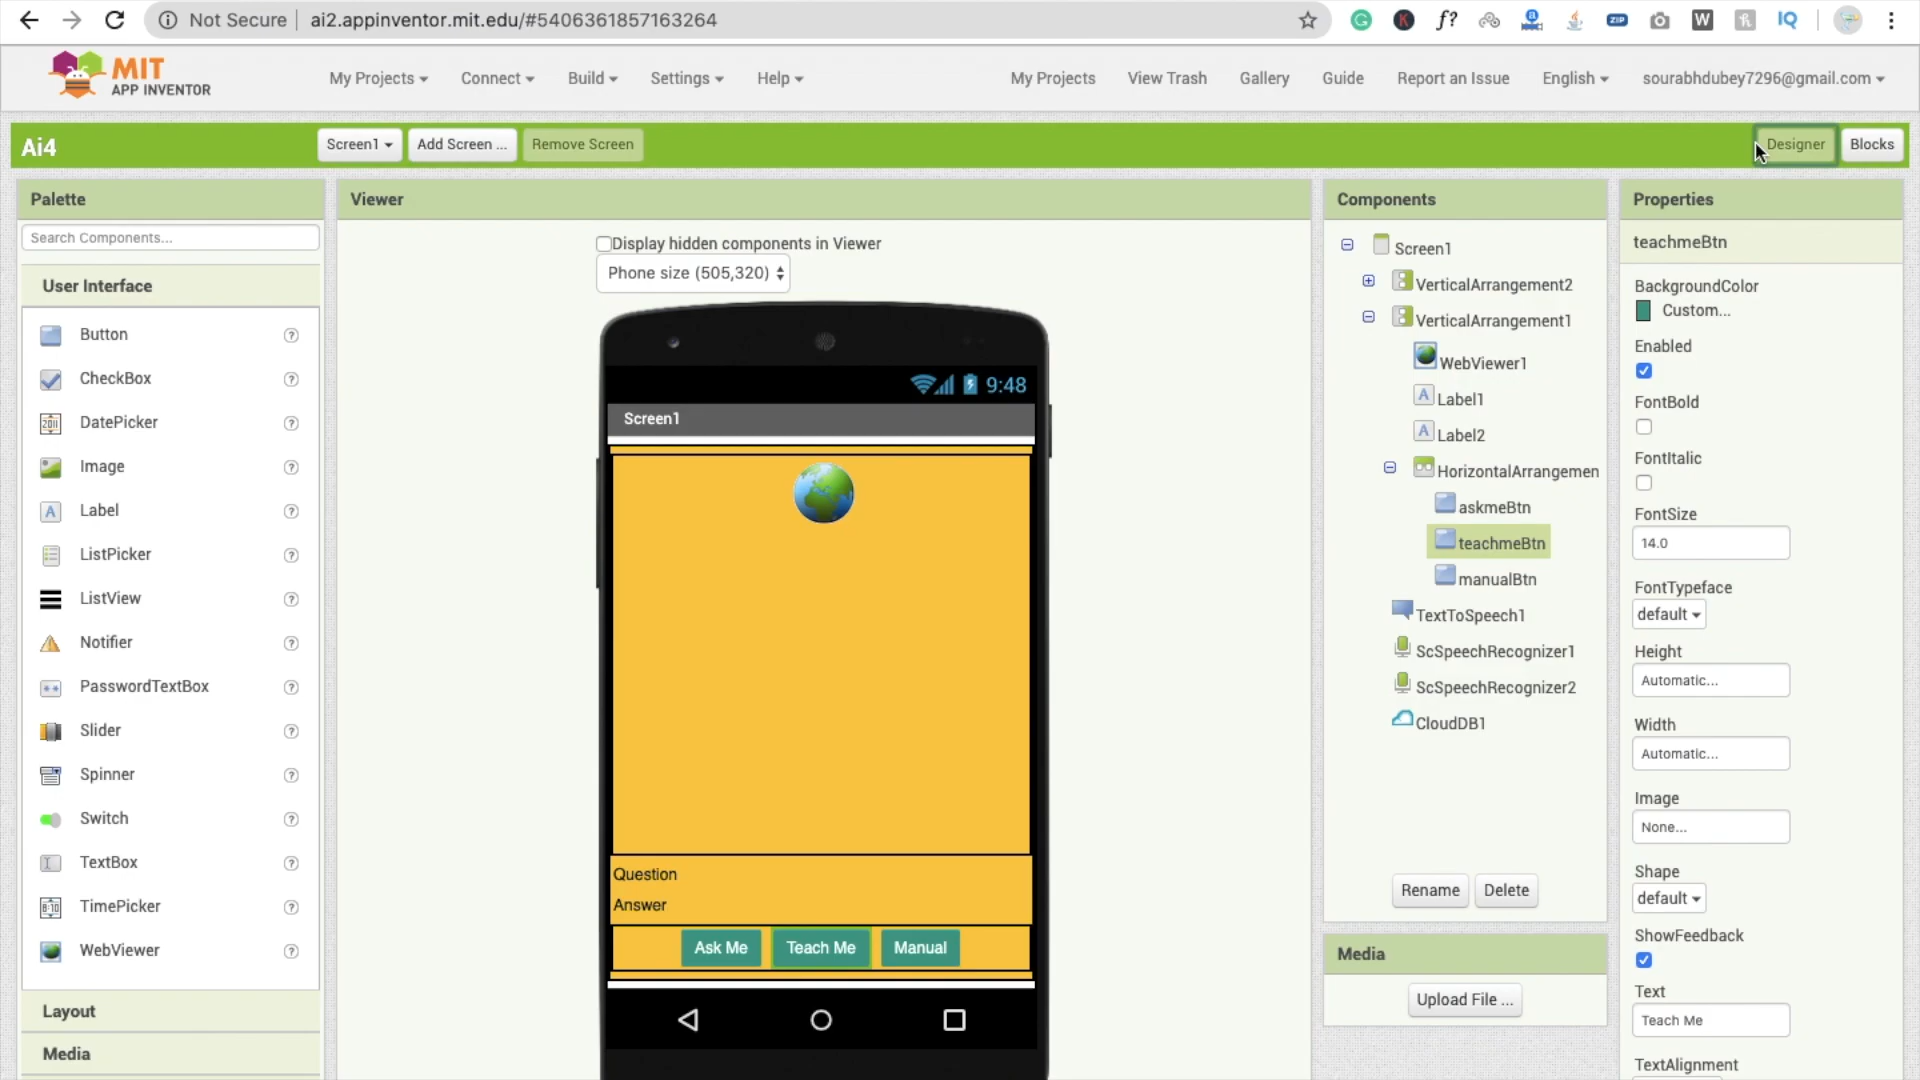 Not Secure
ai2.appinventor.mit.edu/#5406361857163264
MIT
APP INVENTOR
My Projects
Connect
Build
Settings
Help
My Projects
View Trash
Gallery
Guide
Report an Issue
English
sourabhdubey7296@gmail.com
Ai4
Screen1
Add Screen ...
Remove Screen
Designer
Blocks
Palette
Search Components...
User Interface
Button
CheckBox
DatePicker
Image
Label
ListPicker
ListView
Notifier
PasswordTextBox
Slider
Spinner
Switch
TextBox
TimePicker
WebViewer
Layout
Media
Viewer
Display hidden components in Viewer
Phone size (505,320)
9:48
Screen1
Question
Answer
Ask Me
Teach Me
Manual
Components
Screen1
VerticalArrangement2
VerticalArrangement1
WebViewer1
Label1
Label2
HorizontalArrangemen
askmeBtn
teachmeBtn
manualBtn
TextToSpeech1
ScSpeechRecognizer1
ScSpeechRecognizer2
CloudDB1
Rename
Delete
Media
Upload File ...
Properties
teachmeBtn
BackgroundColor
Custom...
Enabled
FontBold
FontItalic
FontSize
14.0
FontTypeface
default
Height
Automatic...
Width
Automatic...
Image
None...
Shape
default
ShowFeedback
Text
Teach Me
TextAlignment